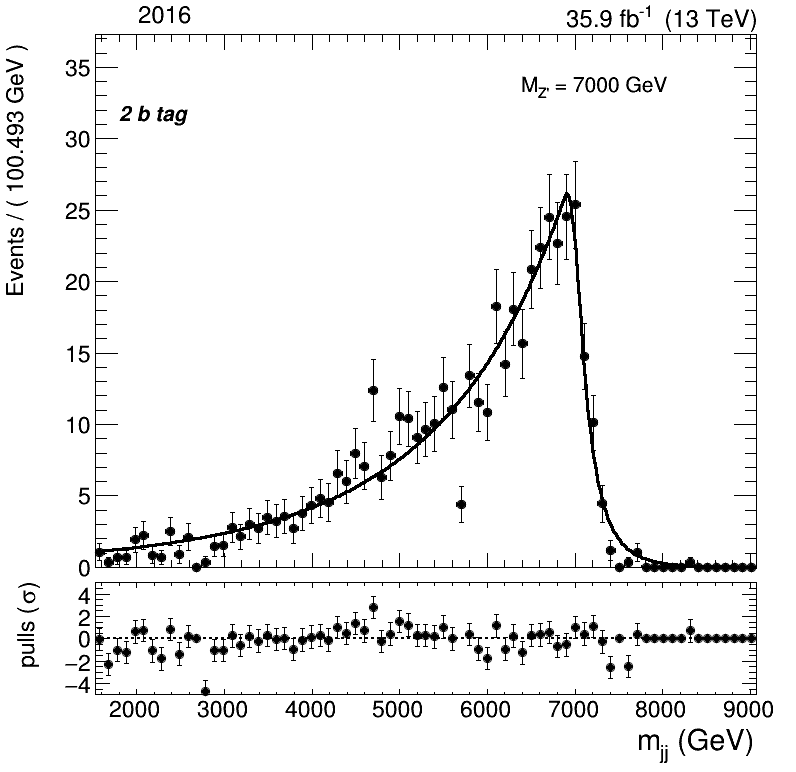 2016 35.9 fb⁻¹ (13 TeV)
Events / ( 100.493 GeV )
35
30
25
20
15
10
5
0
M_Z' = 7000 GeV
2 b tag
pulls (σ)
4
2
0
−2
−4
2000 3000 4000 5000 6000 7000 8000 9000
m_jj (GeV)